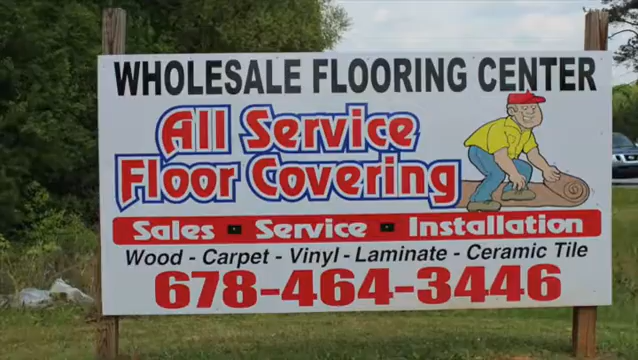 WHOLESALE FLOORING CENTER
All Service
Floor Covering
Sales ▪ Service ▪ Installation
Wood - Carpet - Vinyl - Laminate - Ceramic Tile
678-464-3446